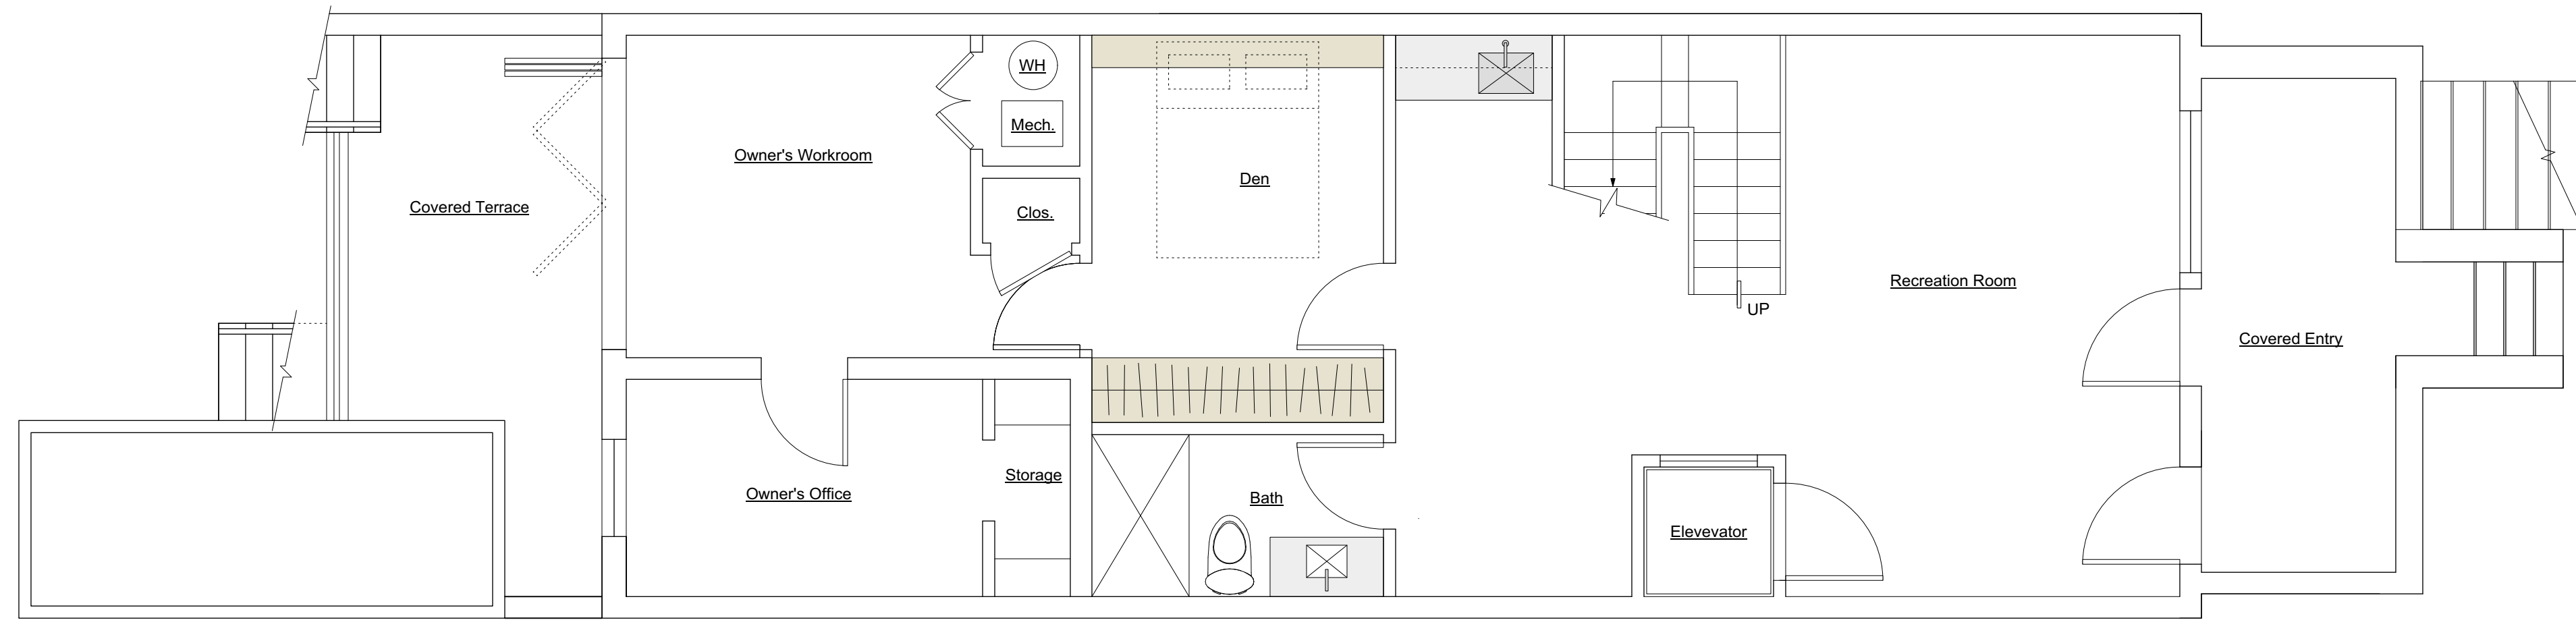 WH
Mech.
Owner's Workroom
Den
Covered Terrace
Clos.
Recreation Room
UP
Covered Entry
Storage
Owner's Office
Bath
Elevevator